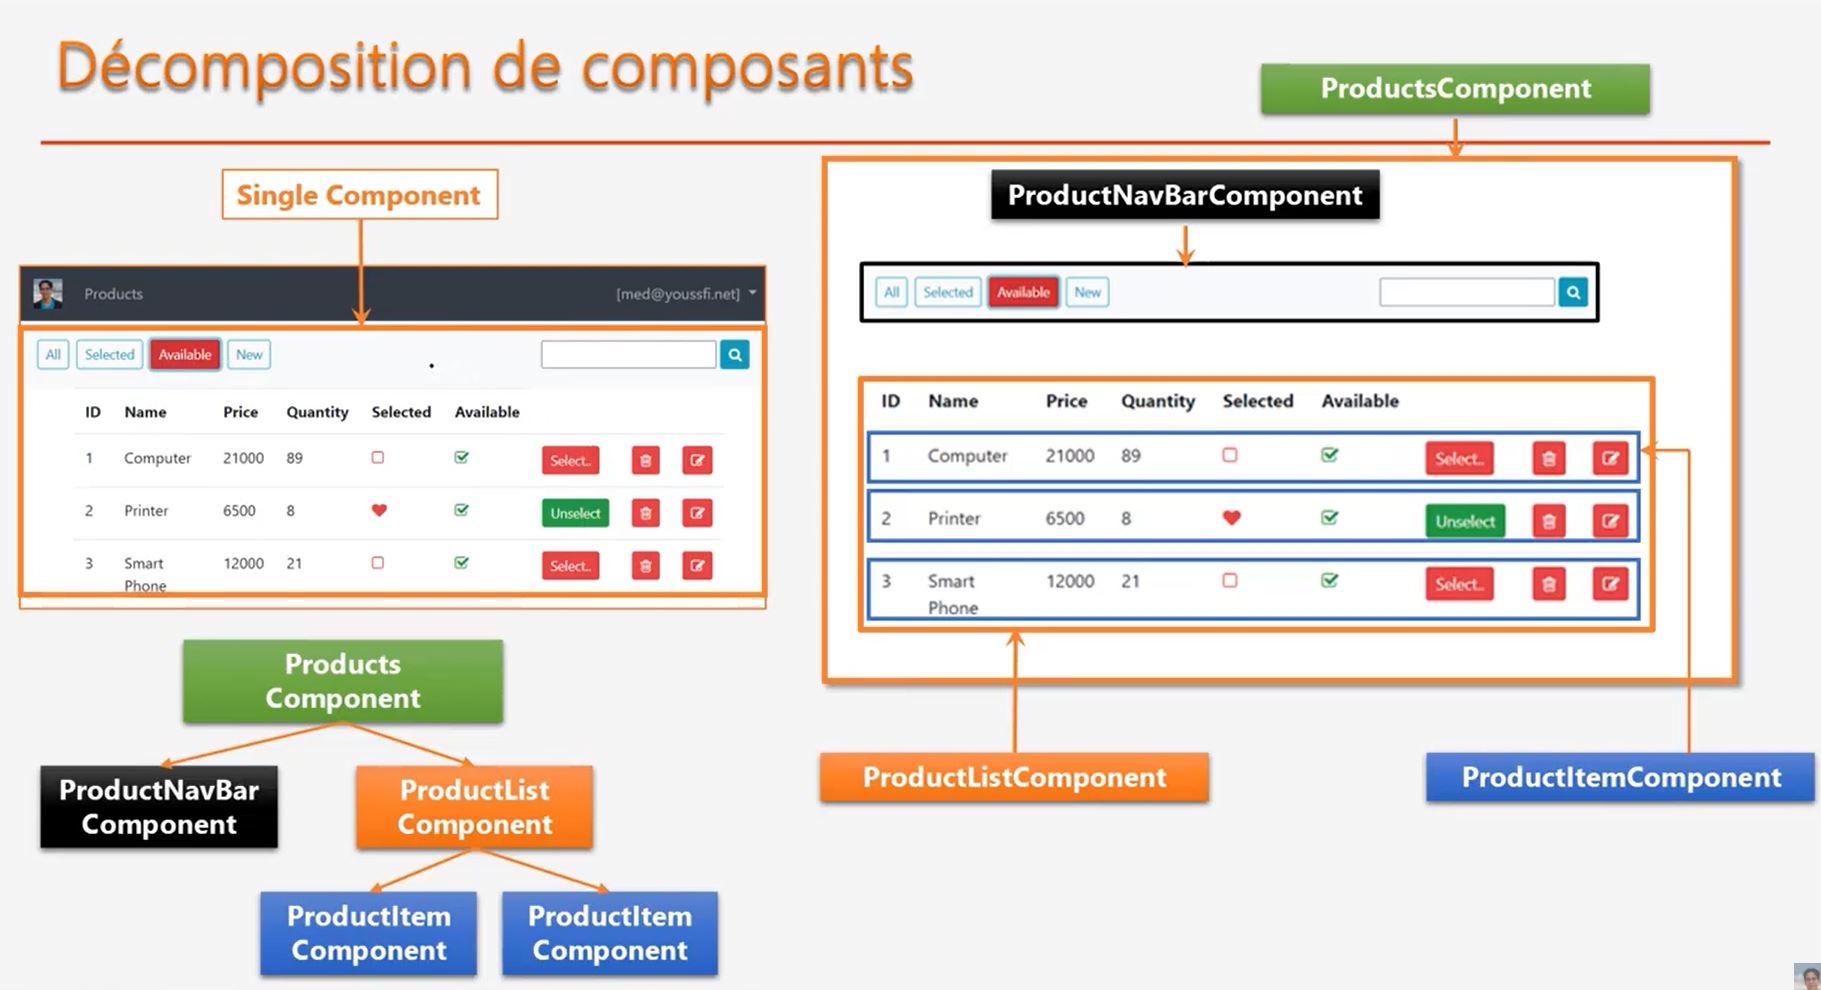 Décomposition de composants
ProductsComponent
Single Component
Products [med@youssfi.net]
All Selected Available New
ID Name Price Quantity Selected Available
1 Computer 21000 89 Select..
2 Printer 6500 8 Unselect
3 Smart 12000 21 Select..
Phone
ProductNavBarComponent
All Selected Available New
ID Name Price Quantity Selected Available
1 Computer 21000 89 Select..
2 Printer 6500 8 Unselect
3 Smart 12000 21 Select..
Phone
ProductListComponent
ProductItemComponent
Products
Component
ProductNavBar
Component
ProductList
Component
ProductItem
Component
ProductItem
Component